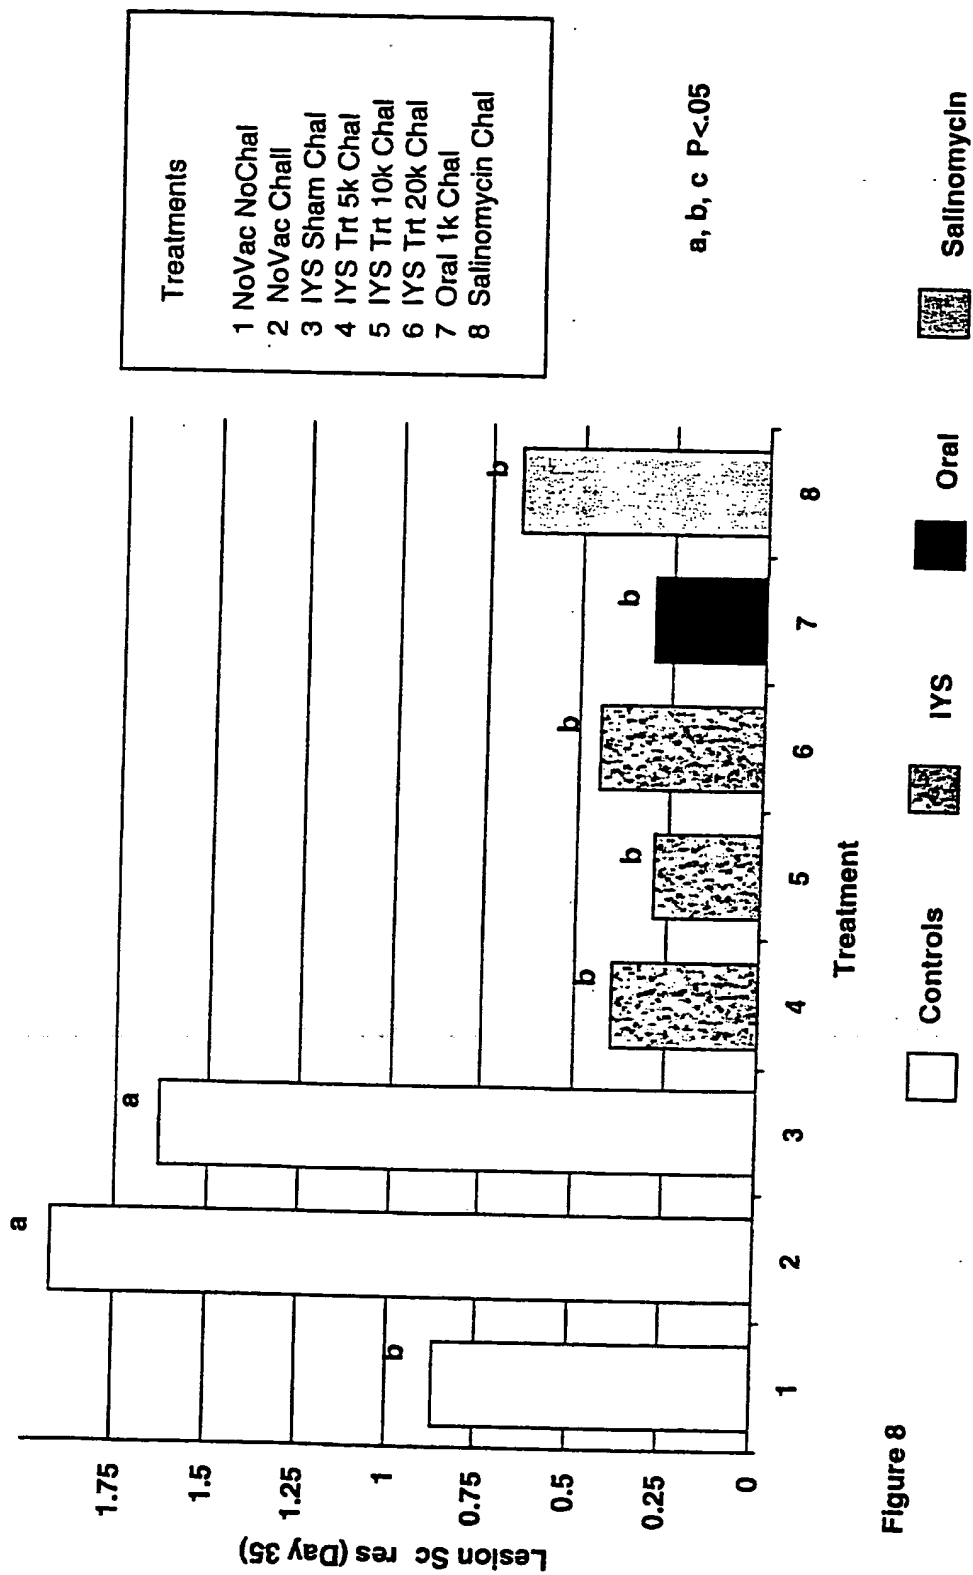 Treatments
1 NoVac NoChal
2 NoVac Chall
3 IYS Sham Chal
4 IYS Trt 5k Chal
5 IYS Trt 10k Chal
6 IYS Trt 20k Chal
7 Oral 1k Chal
8 Salinomycin Chal
a, b, c P<.05
Lesion Sc res (Day 35)
1.75
1.5
1.25
1
0.75
0.5
0.25
0
b
a
a
b
b
b
b
b
1 2 3 4 5 6 7 8
Treatment
Controls IYS Oral Salinomycin
Figure 8